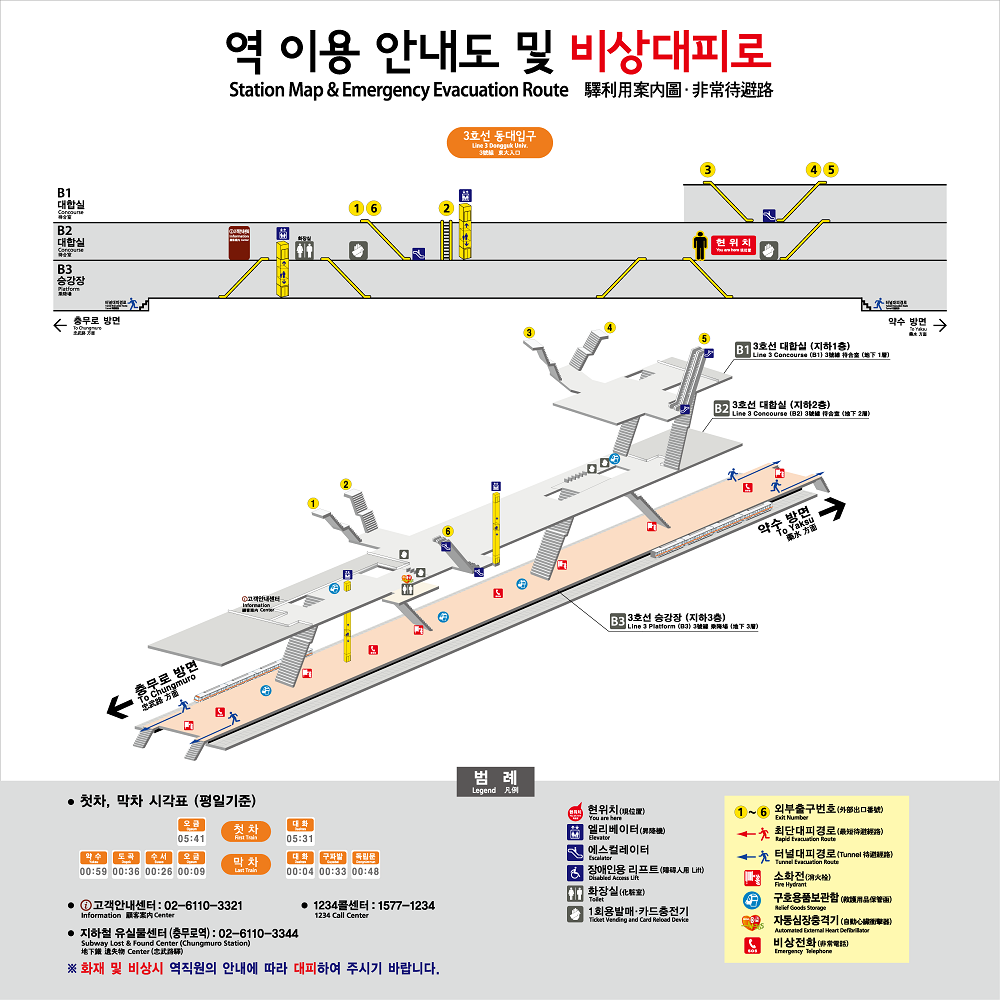 역 이용 안내도 및 비상대피로
Station Map & Emergency Evacuation Route 驛利用案內圖·非常待避路
3호선 동대입구
Line 3 Dongguk Univ.
3號線 東大入口
B1
대합실
Concourse
待合室
B2
대합실
Concourse
待合室
B3
승강장
Platform
乘降場
1 6
2
3
4 5
화장실
현 위 치
You are here
터널대피경로
터널대피경로
충무로 방면
To Chungmuro
忠武路 方面
약수 방면
To Yaksu
藥水 方面
3
4
5
B1 3호선 대합실 (지하1층)
Line 3 Concourse (B1) 3號線 待合室 (地下 1層)
B2 3호선 대합실 (지하2층)
Line 3 Concourse (B2) 3號線 待合室 (地下 2層)
1
2
6
약수 방면
To Yaksu
藥水 方面
고객안내센터
Information
顧客案內 Center
B3 3호선 승강장 (지하3층)
Line 3 Platform (B3) 3號線 乘降場 (地下 3層)
충무로 방면
To Chungmuro
忠武路 方面
범 례
Legend 凡例
• 첫차, 막차 시각표 (평일기준)
오 금 첫 차 대 화
First Train
05:41 05:31
약 수 도 곡 수 서 오 금 막 차 대 화 구파발 독립문
Last Train
00:59 00:36 00:26 00:09 00:04 00:33 00:48
• 고객안내센터 : 02-6110-3321
Information 顧客案內 Center
• 1234콜센터 : 1577-1234
1234 Call Center
• 지하철 유실물센터 (충무로역) : 02-6110-3344
Subway Lost & Found Center (Chungmuro Station)
地下鐵 遺失物 Center (忠武路驛)
※ 화재 및 비상시 역직원의 안내에 따라 대피하여 주시기 바랍니다.
현위치(現位置)
You are here
엘리베이터(昇降機)
Elevator
에스컬레이터
Escalator
장애인용 리프트(障碍人用 Lift)
Disabled Access Lift
화장실(化粧室)
Toilet
1회용발매·카드충전기
Ticket Vending and Card Reload Device
1~6 외부출구번호(外部出口番號)
Exit Number
최단대피경로(最短待避經路)
Rapid Evacuation Route
터널대피경로(Tunnel 待避經路)
Tunnel Evacuation Route
소화전(消火栓)
Fire Hydrant
구호용품보관함(救護用品保管函)
Relief Goods Storage
자동심장충격기(自動心臟衝擊器)
Automated External Heart Defibrillator
SOS 비상전화(非常電話)
Emergency Telephone